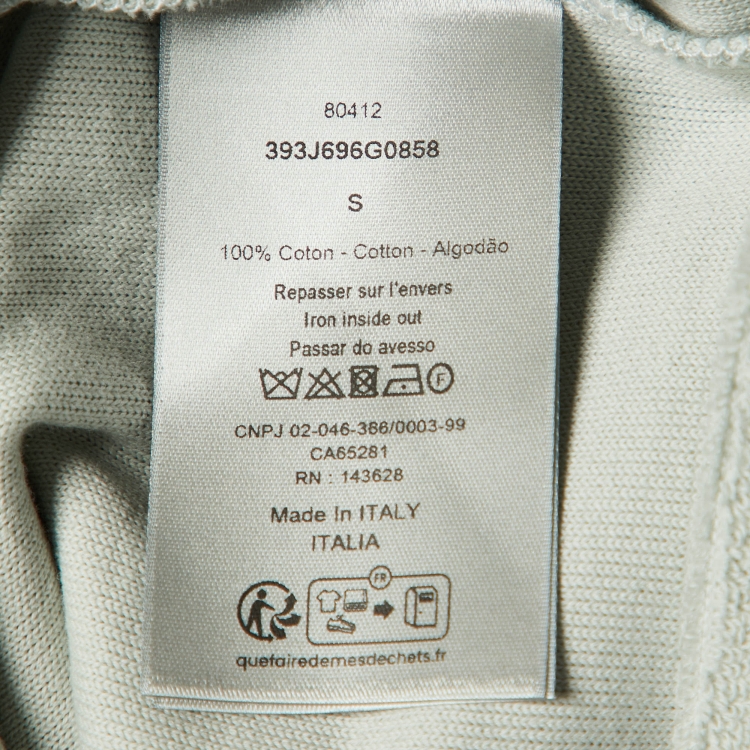 80412
393J696G0858
S
100% Coton - Cotton - Algodão
Repasser sur l'envers
Iron inside out
Passar do avesso
F
CNPJ 02-046-386/0003-99
CA65281
RN : 143628
Made In ITALY
ITALIA
FR
quefairedemesdechets.fr